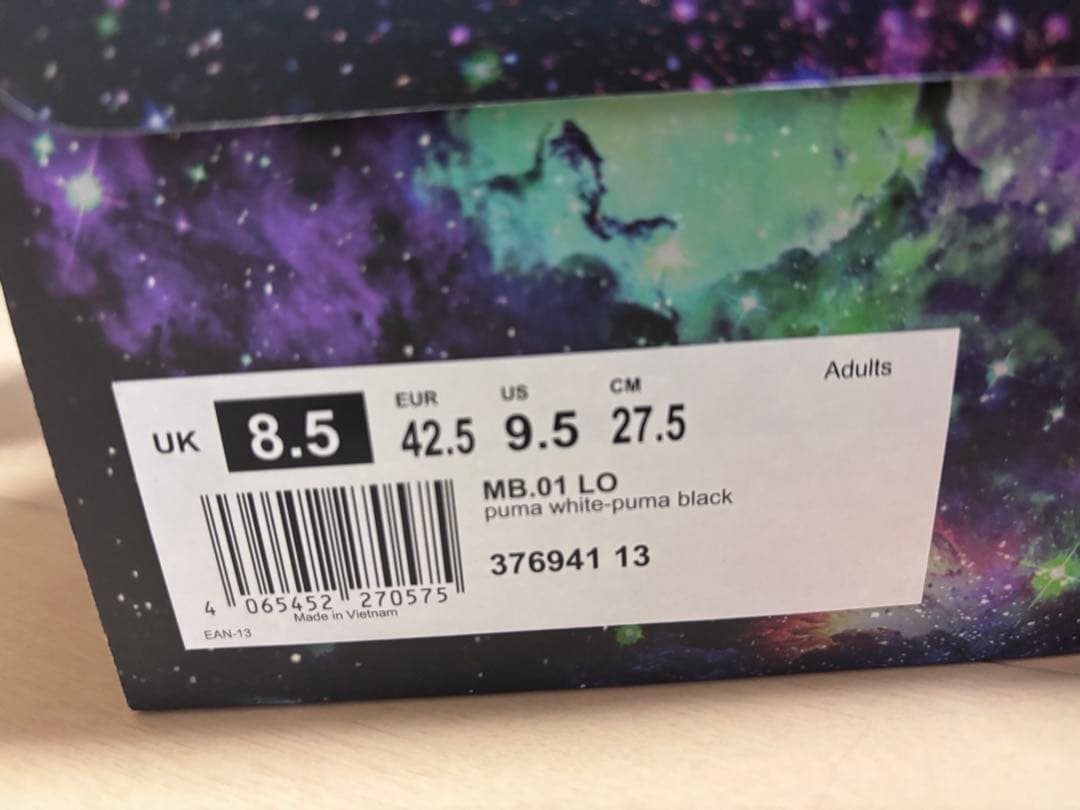 Adults
UK 8.5 EUR 42.5 US 9.5 CM 27.5
MB.01 LO
puma white-puma black
376941 13
4 065452 270575
Made in Vietnam
EAN-13